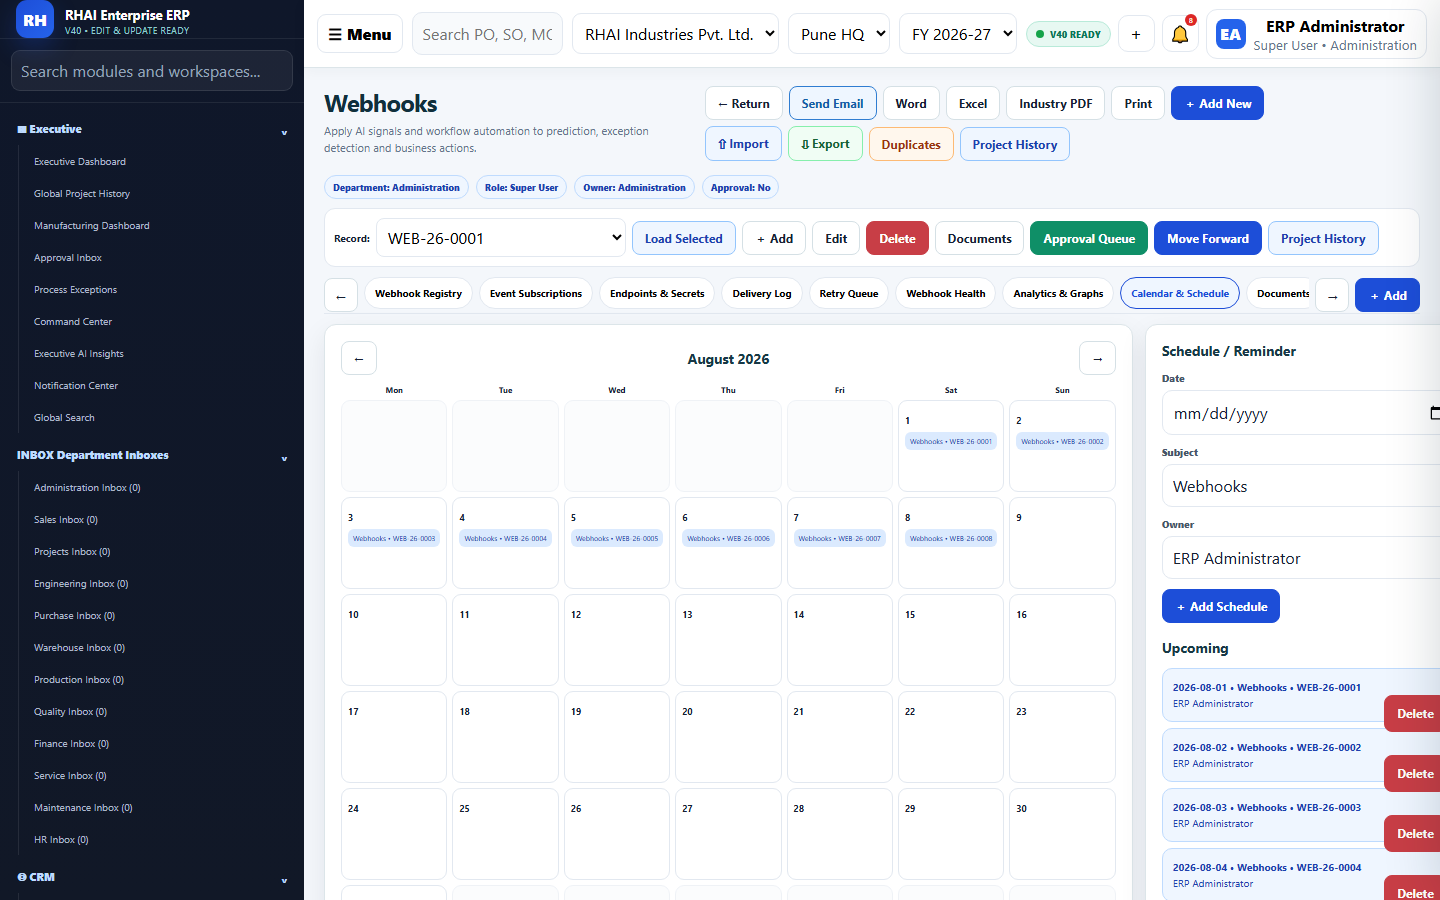 RH
RHAI Enterprise ERP
V40 • EDIT & UPDATE READY
Search modules and workspaces...
Executive
Executive Dashboard
Global Project History
Manufacturing Dashboard
Approval Inbox
Process Exceptions
Command Center
Executive AI Insights
Notification Center
Global Search
INBOX Department Inboxes
Administration Inbox (0)
Sales Inbox (0)
Projects Inbox (0)
Engineering Inbox (0)
Purchase Inbox (0)
Warehouse Inbox (0)
Production Inbox (0)
Quality Inbox (0)
Finance Inbox (0)
Service Inbox (0)
Maintenance Inbox (0)
HR Inbox (0)
CRM
☰ Menu
Search PO, SO, MO
RHAI Industries Pvt. Ltd.
Pune HQ
FY 2026-27
V40 READY
+
8
EA
ERP Administrator
Super User • Administration
Webhooks
Apply AI signals and workflow automation to prediction, exception
detection and business actions.
← Return
Send Email
Word
Excel
Industry PDF
Print
+ Add New
⇧ Import
⇩ Export
Duplicates
Project History
Department: Administration
Role: Super User
Owner: Administration
Approval: No
Record:
WEB-26-0001
Load Selected
+ Add
Edit
Delete
Documents
Approval Queue
Move Forward
Project History
←
Webhook Registry
Event Subscriptions
Endpoints & Secrets
Delivery Log
Retry Queue
Webhook Health
Analytics & Graphs
Calendar & Schedule
Documents
→
+ Add
←
August 2026
→
Mon Tue Wed Thu Fri Sat Sun
1 2
Webhooks • WEB-26-0001 Webhooks • WEB-26-0002
3 4 5 6 7 8 9
Webhooks • WEB-26-0003 Webhooks • WEB-26-0004 Webhooks • WEB-26-0005 Webhooks • WEB-26-0006 Webhooks • WEB-26-0007 Webhooks • WEB-26-0008
10 11 12 13 14 15 16
17 18 19 20 21 22 23
24 25 26 27 28 29 30
Schedule / Reminder
Date
mm/dd/yyyy
Subject
Webhooks
Owner
ERP Administrator
+ Add Schedule
Upcoming
2026-08-01 • Webhooks • WEB-26-0001
ERP Administrator
Delete
2026-08-02 • Webhooks • WEB-26-0002
ERP Administrator
Delete
2026-08-03 • Webhooks • WEB-26-0003
ERP Administrator
Delete
2026-08-04 • Webhooks • WEB-26-0004
ERP Administrator
Delete